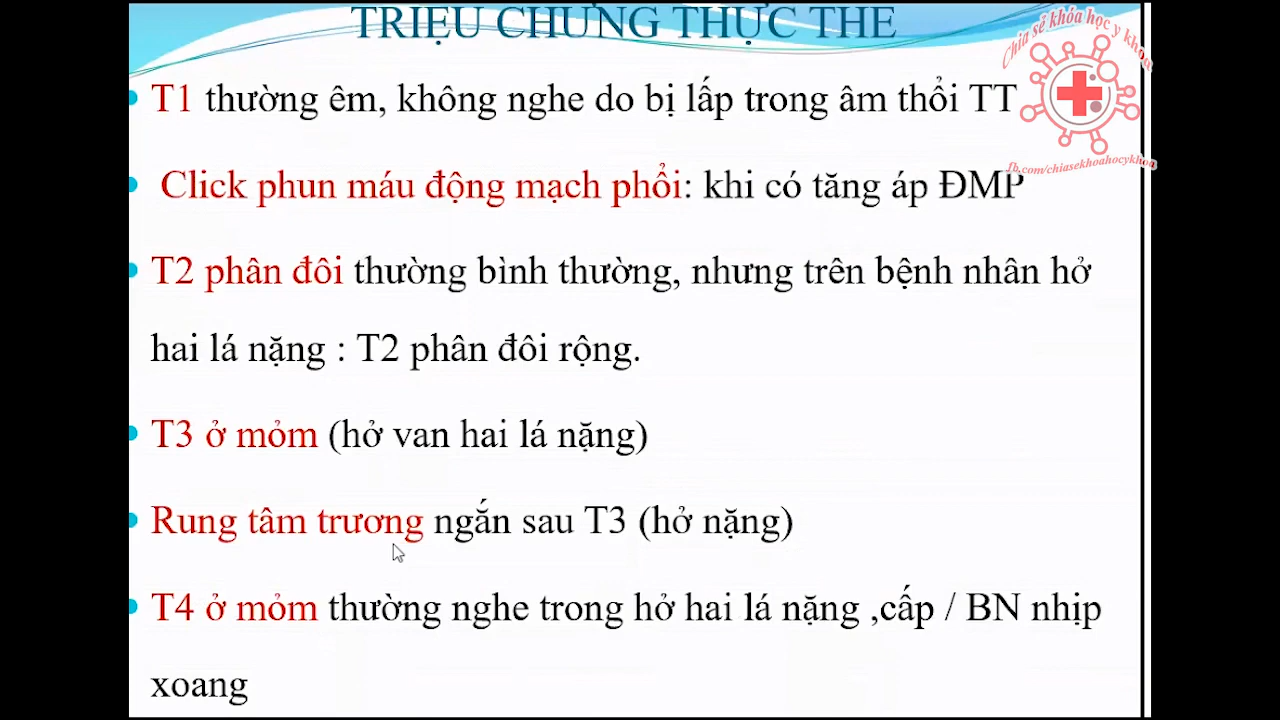 TRIỆU CHỨNG THỰC THỂ
Chia sẻ khóa học y khoa
T1 thường êm, không nghe do bị lấp trong âm thổi TT
fb.com/chiasekhoahocykhoa
Click phun máu động mạch phổi: khi có tăng áp ĐMP
T2 phân đôi thường bình thường, nhưng trên bệnh nhân hở
hai lá nặng : T2 phân đôi rộng.
T3 ở mỏm (hở van hai lá nặng)
Rung tâm trương ngắn sau T3 (hở nặng)
T4 ở mỏm thường nghe trong hở hai lá nặng ,cấp / BN nhịp
xoang